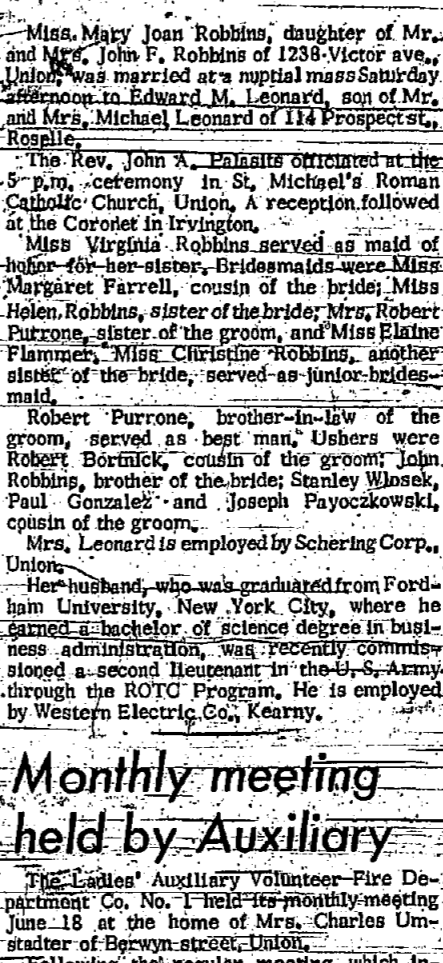 Miss Mary Joan Robbins, daughter of Mr.
and Mrs. John F. Robbins of 1238 Victor ave.,
Union, was married at a nuptial mass Saturday
afternoon to Edward M. Leonard, son of Mr.
and Mrs. Michael Leonard of 114 Prospect st.,
Roselle.
The Rev. John A. Palasits officiated at the
5 p.m. ceremony in St. Michael's Roman
Catholic Church, Union. A reception followed
at the Coronet in Irvington.
Miss Virginia Robbins served as maid of
honor for her sister. Bridesmaids were Miss
Margaret Farrell, cousin of the bride; Miss
Helen Robbins, sister of the bride; Mrs. Robert
Purrone, sister of the groom, and Miss Elaine
Flammer. Miss Christine Robbins, another
sister of the bride, served as junior brides-
maid.
Robert Purrone, brother-in-law of the
groom, served as best man. Ushers were
Robert Bortnick, cousin of the groom; John
Robbins, brother of the bride; Stanley Wlosek,
Paul Gonzalez and Joseph Payoczkowski,
cousin of the groom.
Mrs. Leonard is employed by Schering Corp.,
Union.
Her husband, who was graduated from Ford-
ham University, New York City, where he
earned a bachelor of science degree in busi-
ness administration, was recently commis-
sioned a second lieutenant in the U. S. Army
through the ROTC Program. He is employed
by Western Electric Co., Kearny.
Monthly meeting
held by Auxiliary
The Ladies' Auxiliary Volunteer Fire De-
partment Co. No. 1 held its monthly meeting
June 18 at the home of Mrs. Charles Um-
stadter of Berwyn street, Union.
Following the regular meeting, which in-